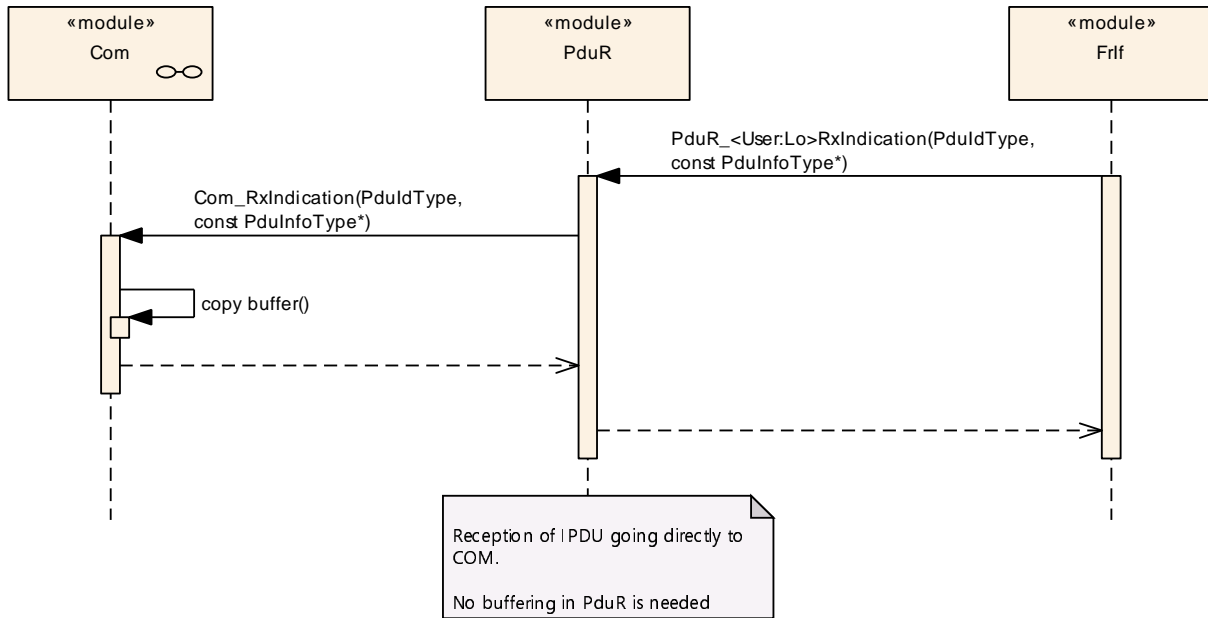 «module»
Com
«module»
PduR
«module»
FrIf
PduR_<User:Lo>RxIndication(PduIdType,
const PduInfoType*)
Com_RxIndication(PduIdType,
const PduInfoType*)
copy buffer()
Reception of I PDU going directly to
COM.
No buffering in PduR is needed